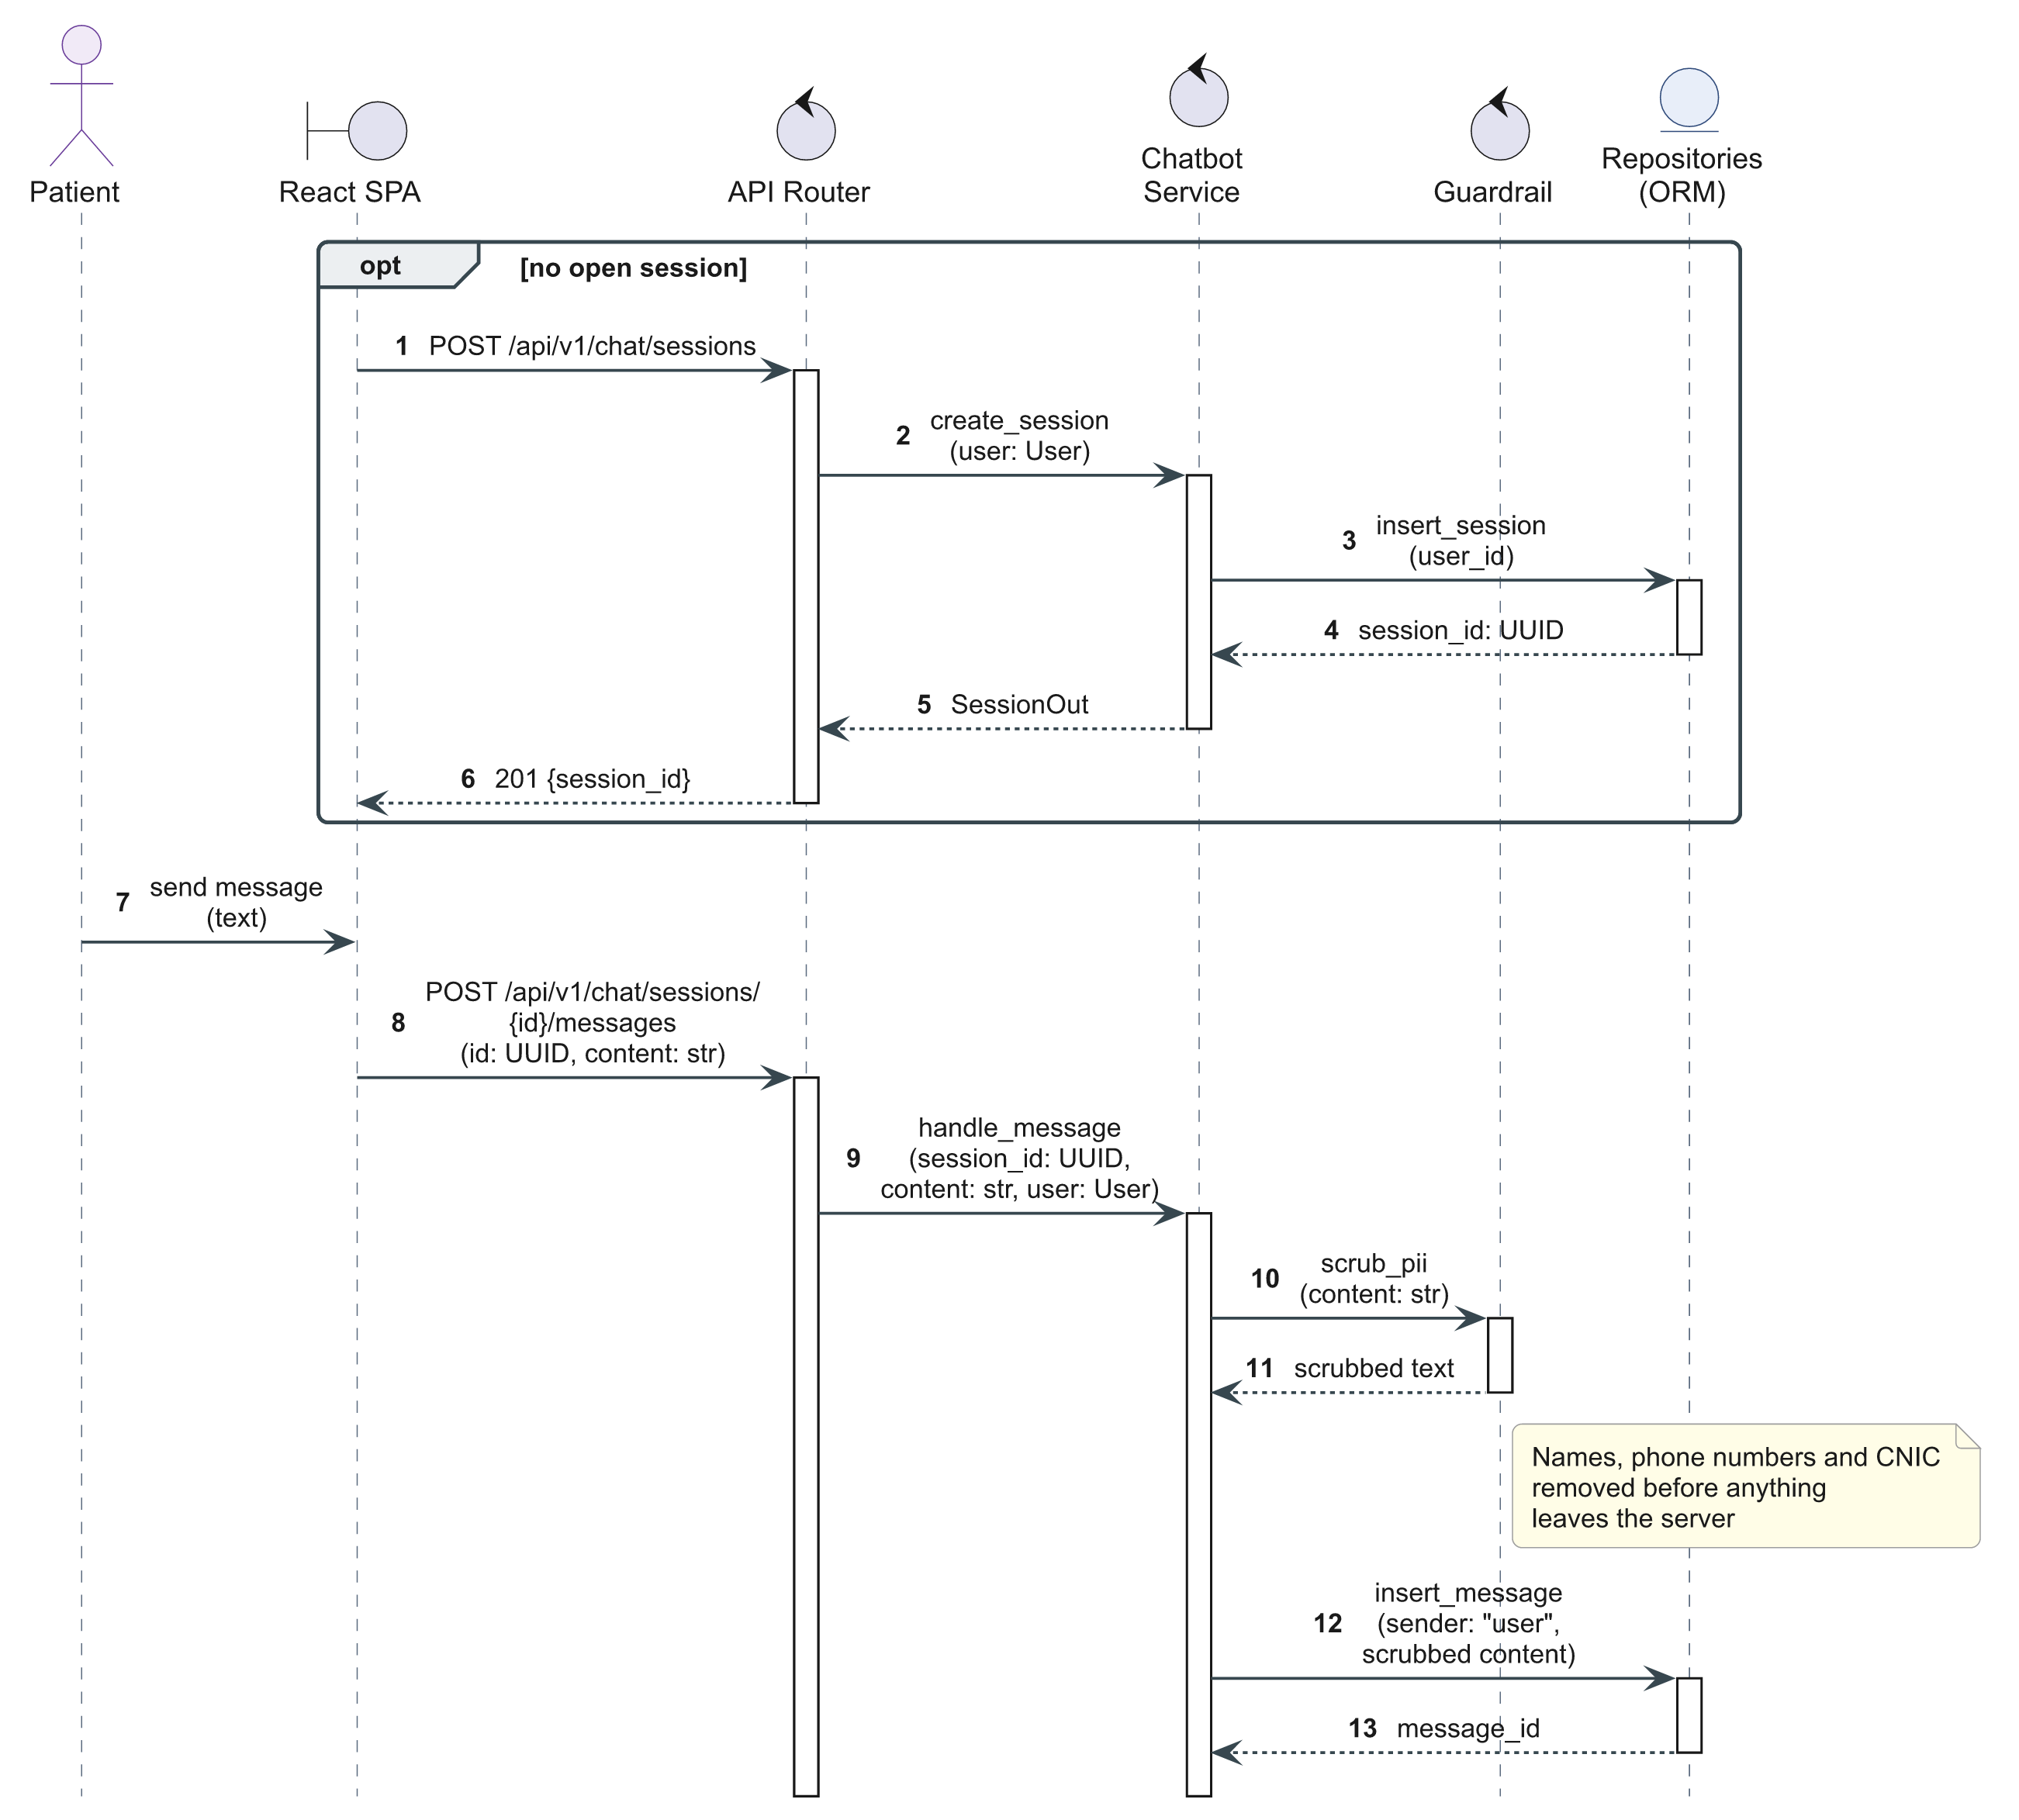 Patient
React SPA
API Router
Chatbot
Service
Guardrail
Repositories
(ORM)
opt
[no open session]
1 POST /api/v1/chat/sessions
2 create_session
(user: User)
3 insert_session
(user_id)
4 session_id: UUID
5 SessionOut
6 201 {session_id}
7 send message
(text)
8 POST /api/v1/chat/sessions/
{id}/messages
(id: UUID, content: str)
9 handle_message
(session_id: UUID,
content: str, user: User)
10 scrub_pii
(content: str)
11 scrubbed text
Names, phone numbers and CNIC
removed before anything
leaves the server
12 insert_message
(sender: "user",
scrubbed content)
13 message_id